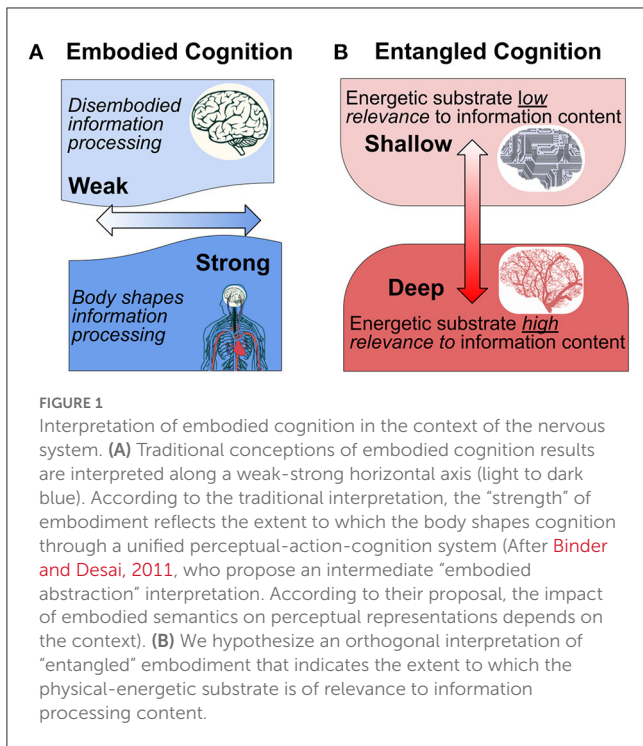 A Embodied Cognition
Disembodied
information
processing
Weak
Strong
Body shapes
information
processing
B Entangled Cognition
Energetic substrate low
relevance to information content
Shallow
Deep
Energetic substrate high
relevance to information content
FIGURE 1
Interpretation of embodied cognition in the context of the nervous
system. (A) Traditional conceptions of embodied cognition results
are interpreted along a weak-strong horizontal axis (light to dark
blue). According to the traditional interpretation, the “strength” of
embodiment reflects the extent to which the body shapes cognition
through a unified perceptual-action-cognition system (After Binder
and Desai, 2011, who propose an intermediate “embodied
abstraction” interpretation. According to their proposal, the impact
of embodied semantics on perceptual representations depends on
the context). (B) We hypothesize an orthogonal interpretation of
“entangled” embodiment that indicates the extent to which the
physical-energetic substrate is of relevance to information
processing content.